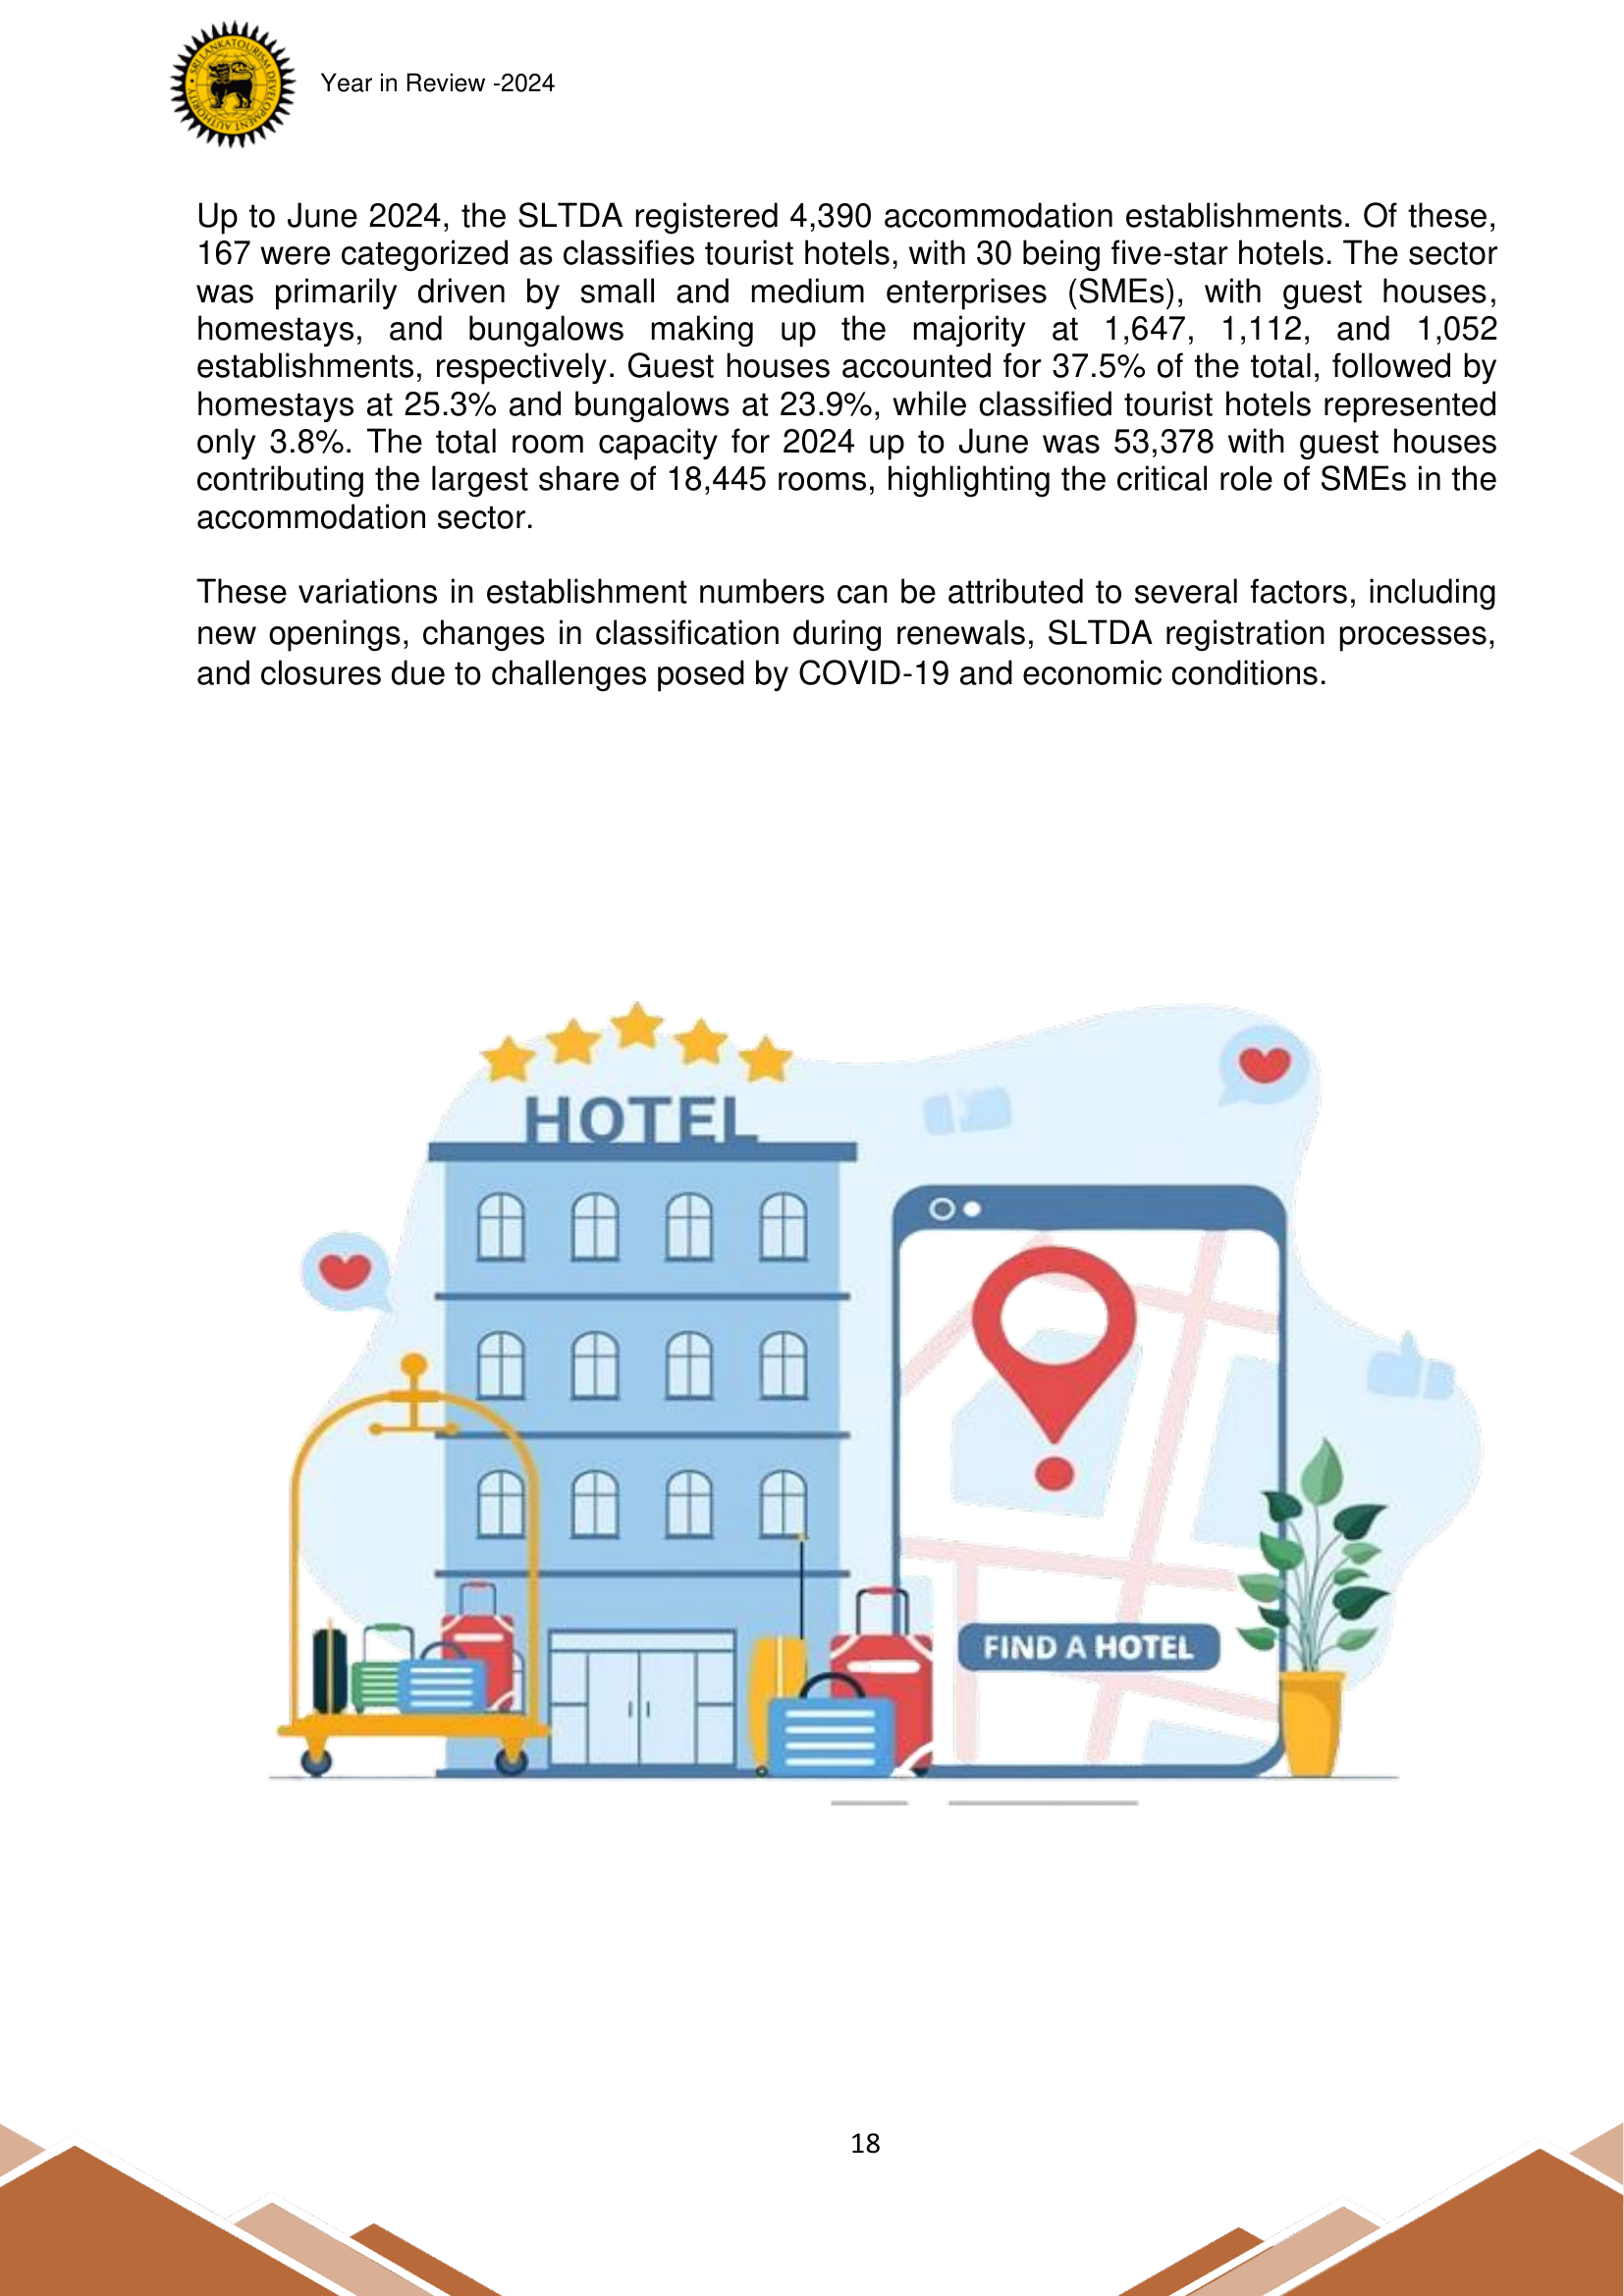 SRI LANKA TOURISM DEVELOPMENT AUTHORITY
Year in Review -2024
Up to June 2024, the SLTDA registered 4,390 accommodation establishments. Of these,
167 were categorized as classifies tourist hotels, with 30 being five-star hotels. The sector
was primarily driven by small and medium enterprises (SMEs), with guest houses,
homestays, and bungalows making up the majority at 1,647, 1,112, and 1,052
establishments, respectively. Guest houses accounted for 37.5% of the total, followed by
homestays at 25.3% and bungalows at 23.9%, while classified tourist hotels represented
only 3.8%. The total room capacity for 2024 up to June was 53,378 with guest houses
contributing the largest share of 18,445 rooms, highlighting the critical role of SMEs in the
accommodation sector.
These variations in establishment numbers can be attributed to several factors, including
new openings, changes in classification during renewals, SLTDA registration processes,
and closures due to challenges posed by COVID-19 and economic conditions.
HOTEL
FIND A HOTEL
18